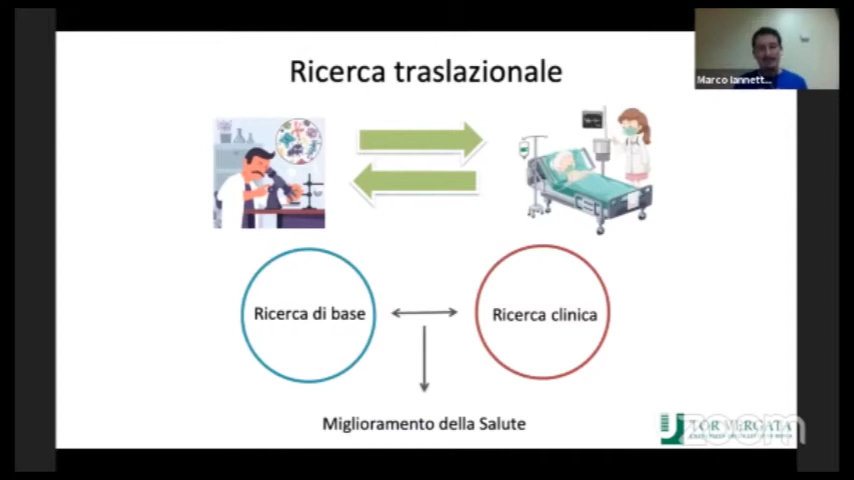 Ricerca traslazionale
Marco Iannett...
Ricerca di base
Ricerca clinica
Miglioramento della Salute
TOR VERGATA
zoom